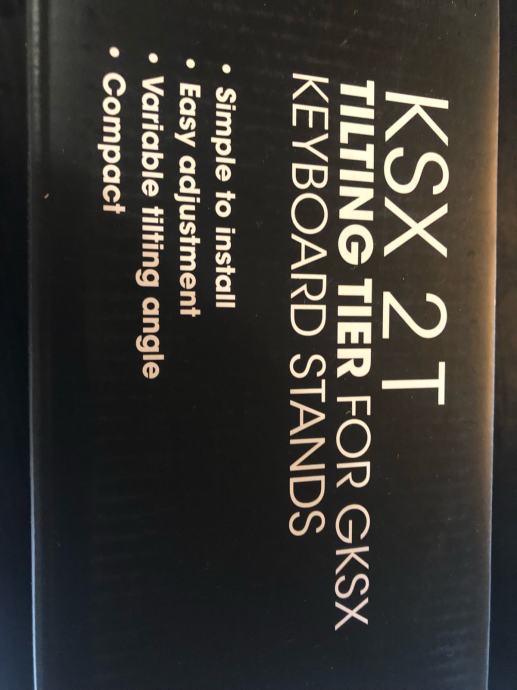 KSX 2 T
TILTING TIER FOR GKSX
KEYBOARD STANDS
• Simple to install
• Easy adjustment
• Variable tilting angle
• Compact